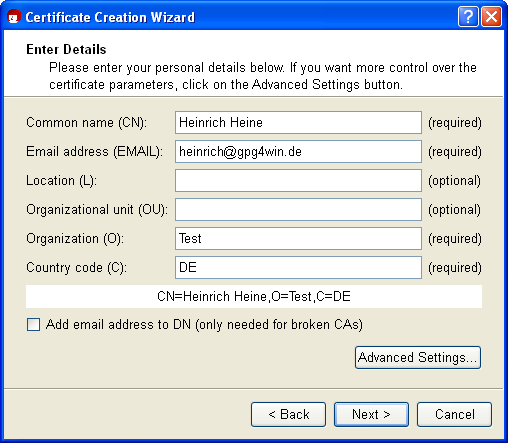 Certificate Creation Wizard
Enter Details
Please enter your personal details below. If you want more control over the
certificate parameters, click on the Advanced Settings button.
Common name (CN): Heinrich Heine (required)
Email address (EMAIL): heinrich@gpg4win.de (required)
Location (L): (optional)
Organizational unit (OU): (optional)
Organization (O): Test (required)
Country code (C): DE (required)
CN=Heinrich Heine,O=Test,C=DE
Add email address to DN (only needed for broken CAs)
Advanced Settings...
< Back Next > Cancel